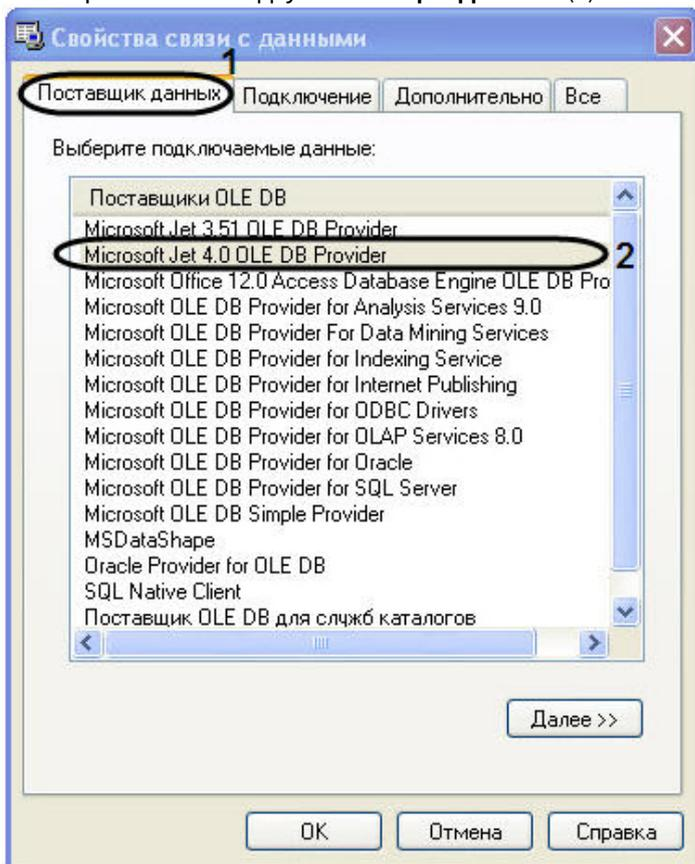 Свойства связи с данными
1
Поставщик данных
Подключение
Дополнительно
Все
Выберите подключаемые данные:
Поставщики OLE DB
Microsoft Jet 3.51 OLE DB Provider
Microsoft Jet 4.0 OLE DB Provider
2
Microsoft Office 12.0 Access Database Engine OLE DB Pro
Microsoft OLE DB Provider for Analysis Services 9.0
Microsoft OLE DB Provider For Data Mining Services
Microsoft OLE DB Provider for Indexing Service
Microsoft OLE DB Provider for Internet Publishing
Microsoft OLE DB Provider for ODBC Drivers
Microsoft OLE DB Provider for OLAP Services 8.0
Microsoft OLE DB Provider for Oracle
Microsoft OLE DB Provider for SQL Server
Microsoft OLE DB Simple Provider
MSDataShape
Oracle Provider for OLE DB
SQL Native Client
Поставщик OLE DB для служб каталогов
Далее >>
OK
Отмена
Справка